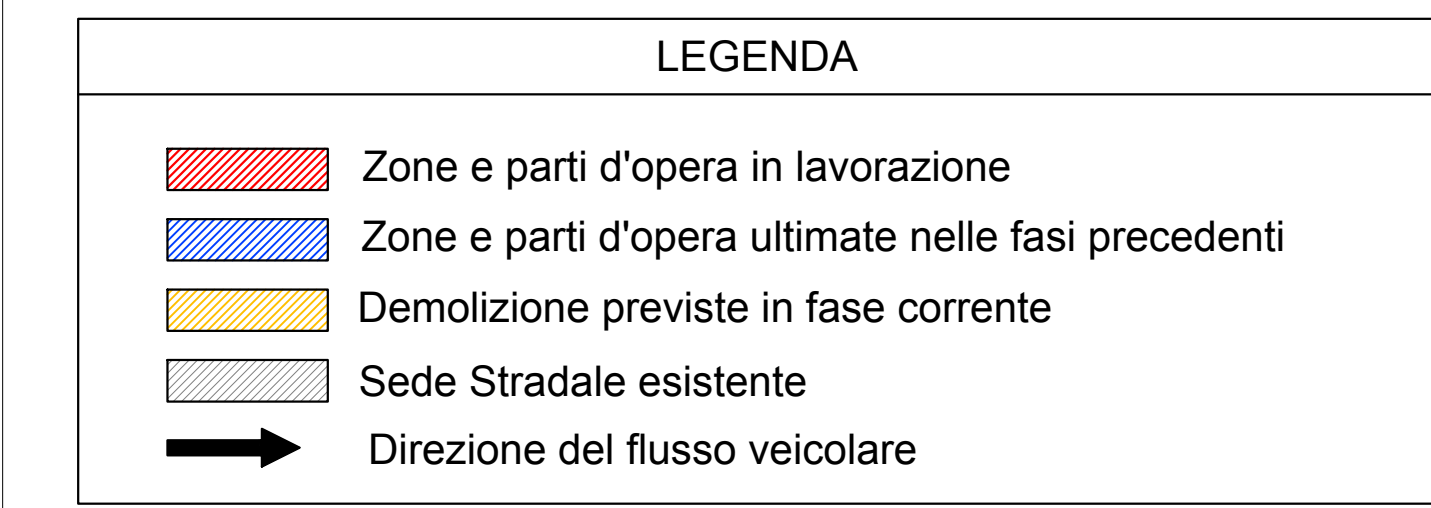 LEGENDA
Zone e parti d'opera in lavorazione
Zone e parti d'opera ultimate nelle fasi precedenti
Demolizione previste in fase corrente
Sede Stradale esistente
Direzione del flusso veicolare